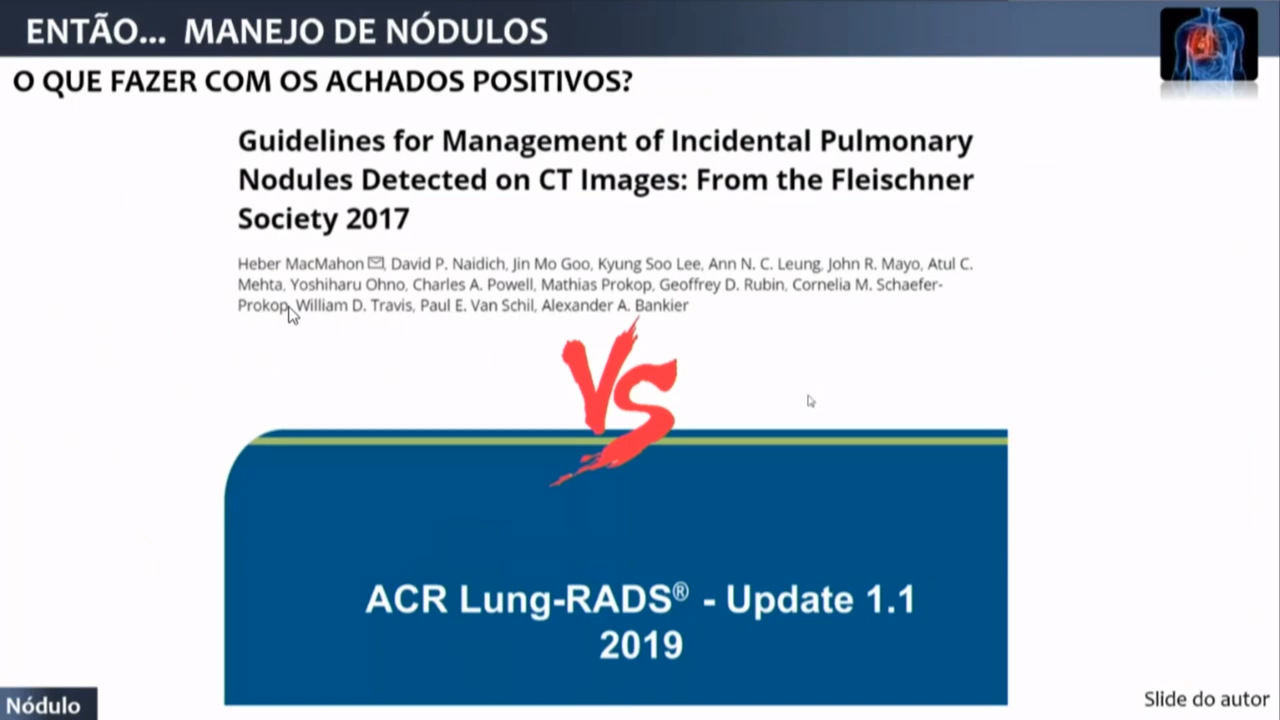 ENTÃO... MANEJO DE NÓDULOS
O QUE FAZER COM OS ACHADOS POSITIVOS?
Guidelines for Management of Incidental Pulmonary
Nodules Detected on CT Images: From the Fleischner
Society 2017
Heber MacMahon, David P. Naidich, Jin Mo Goo, Kyung Soo Lee, Ann N. C. Leung, John R. Mayo, Atul C.
Mehta, Yoshiharu Ohno, Charles A. Powell, Mathias Prokop, Geoffrey D. Rubin, Cornelia M. Schaefer-
Prokop, William D. Travis, Paul E. Van Schil, Alexander A. Bankier
VS
ACR Lung-RADS® - Update 1.1
2019
Nódulo
Slide do autor